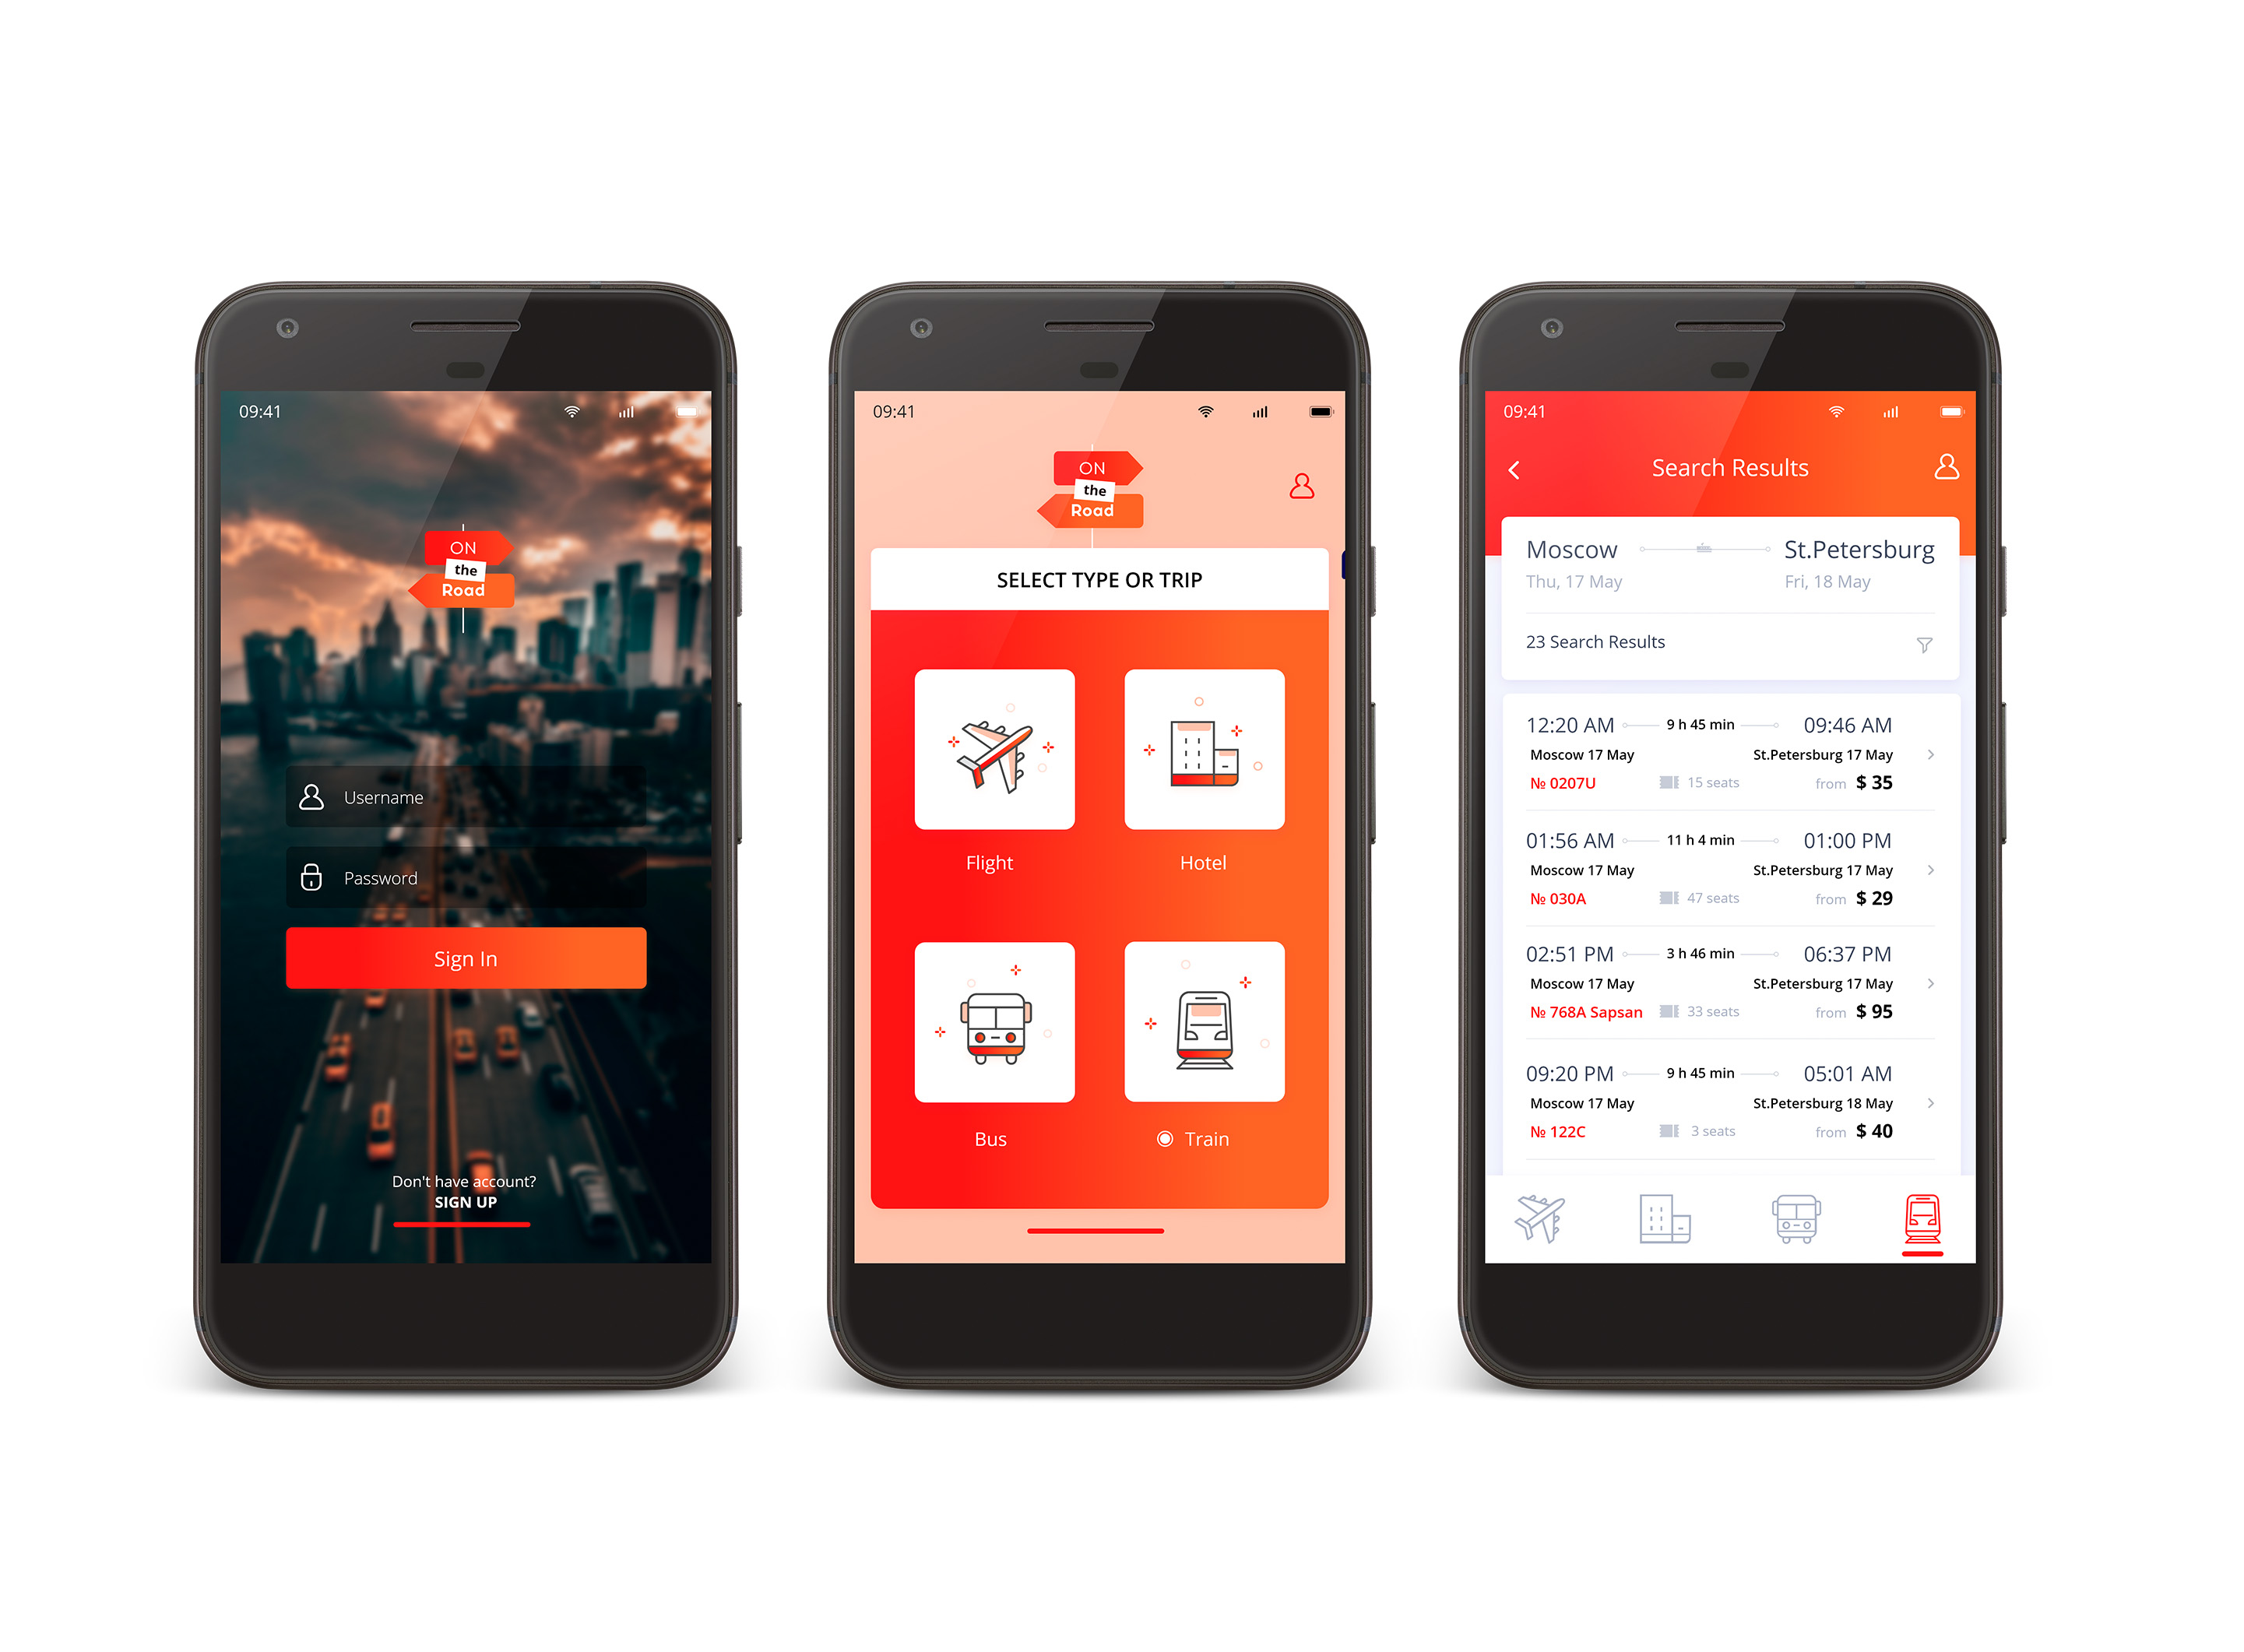 09:41
ON
the
Road
Username
Password
Sign In
Don't have account?
SIGN UP
09:41
ON
the
Road
SELECT TYPE OR TRIP
Flight
Hotel
Bus
Train
09:41
Search Results
Moscow St.Petersburg
Thu, 17 May Fri, 18 May
23 Search Results
12:20 AM 9 h 45 min 09:46 AM
Moscow 17 May St.Petersburg 17 May
№ 0207U 15 seats from $ 35
01:56 AM 11 h 4 min 01:00 PM
Moscow 17 May St.Petersburg 17 May
№ 030A 47 seats from $ 29
02:51 PM 3 h 46 min 06:37 PM
Moscow 17 May St.Petersburg 17 May
№ 768A Sapsan 33 seats from $ 95
09:20 PM 9 h 45 min 05:01 AM
Moscow 17 May St.Petersburg 18 May
№ 122C 3 seats from $ 40